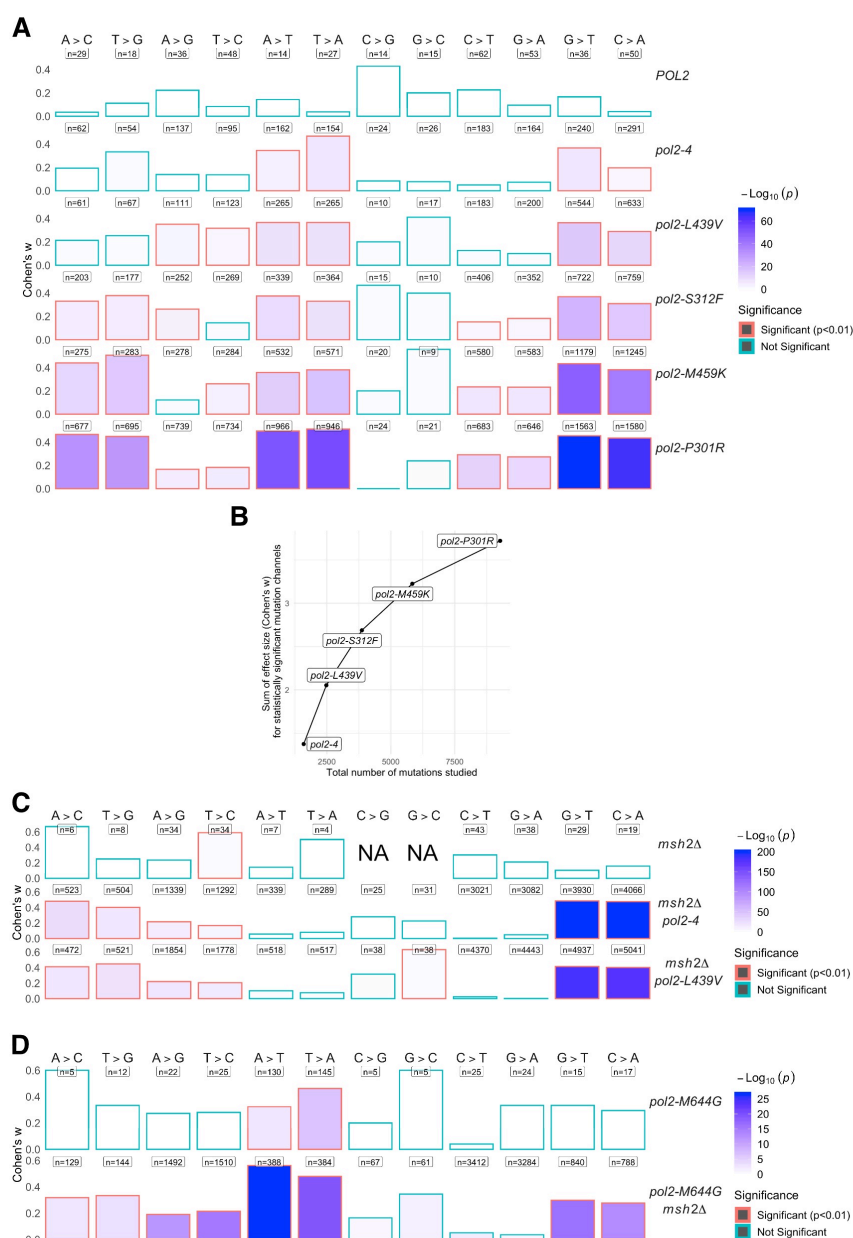 A
A > C T > G A > G T > C A > T T > A C > G G > C C > T G > A G > T C > A
n=29 n=18 n=36 n=48 n=14 n=27 n=14 n=15 n=62 n=53 n=36 n=50
0.4
POL2
0.2
0.0
n=62 n=54 n=137 n=95 n=162 n=154 n=24 n=26 n=183 n=164 n=240 n=291
0.4
pol2-4
0.2
0.0
n=61 n=67 n=111 n=123 n=265 n=265 n=10 n=17 n=183 n=200 n=544 n=633
0.4
pol2-L439V
0.2
0.0
n=203 n=177 n=252 n=269 n=339 n=364 n=15 n=10 n=406 n=352 n=722 n=759
0.4
pol2-S312F
0.2
0.0
n=275 n=283 n=278 n=284 n=532 n=571 n=20 n=9 n=580 n=583 n=1179 n=1245
0.4
pol2-M459K
0.2
0.0
n=677 n=695 n=739 n=734 n=966 n=946 n=24 n=21 n=683 n=646 n=1563 n=1580
0.4
pol2-P301R
0.2
0.0
Cohen's w
−Log10 (p)
60
40
20
0
Significance
Significant (p<0.01)
Not Significant
B
Sum of effect size (Cohen's w)
for statistically significant mutation channels
3
2
pol2-P301R
pol2-M459K
pol2-S312F
pol2-L439V
pol2-4
2500 5000 7500
Total number of mutations studied
C
A > C T > G A > G T > C A > T T > A C > G G > C C > T G > A G > T C > A
n=6 n=8 n=34 n=34 n=7 n=4 n=43 n=38 n=29 n=19
0.6
0.4
NA NA
msh2Δ
0.2
0.0
n=523 n=504 n=1339 n=1292 n=339 n=289 n=25 n=31 n=3021 n=3082 n=3930 n=4066
0.6
0.4
msh2Δ
pol2-4
0.2
0.0
n=472 n=521 n=1854 n=1778 n=518 n=517 n=38 n=38 n=4370 n=4443 n=4937 n=5041
0.6
0.4
msh2Δ
pol2-L439V
0.2
0.0
Cohen's w
−Log10 (p)
200
150
100
50
0
Significance
Significant (p<0.01)
Not Significant
D
A > C T > G A > G T > C A > T T > A C > G G > C C > T G > A G > T C > A
n=5 n=12 n=22 n=25 n=130 n=145 n=5 n=5 n=25 n=24 n=15 n=17
0.6
0.4
pol2-M644G
0.2
0.0
n=129 n=144 n=1492 n=1510 n=388 n=384 n=67 n=61 n=3412 n=3284 n=840 n=788
0.6
0.4
pol2-M644G
msh2Δ
0.2
Cohen's w
−Log10 (p)
25
20
15
10
5
0
Significance
Significant (p<0.01)
Not Significant